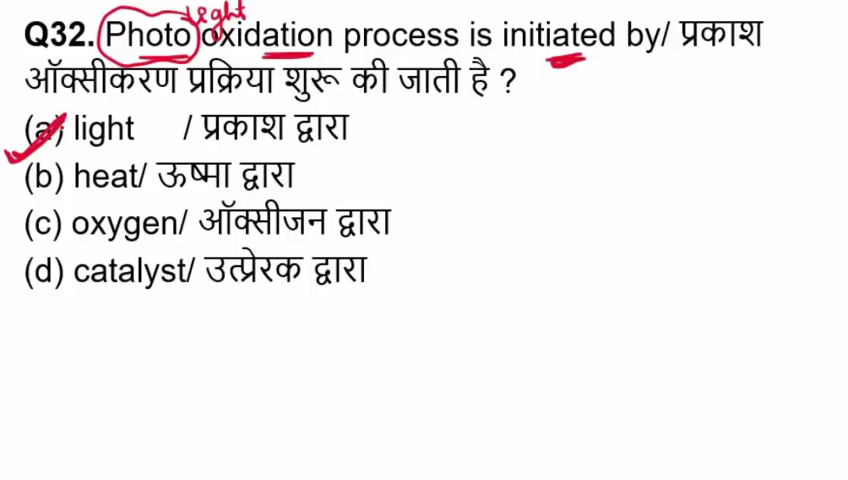 light
Q32. Photo oxidation process is initiated by/ प्रकाश
ऑक्सीकरण प्रक्रिया शुरू की जाती है ?
(a) light / प्रकाश द्वारा
(b) heat/ ऊष्मा द्वारा
(c) oxygen/ ऑक्सीजन द्वारा
(d) catalyst/ उत्प्रेरक द्वारा